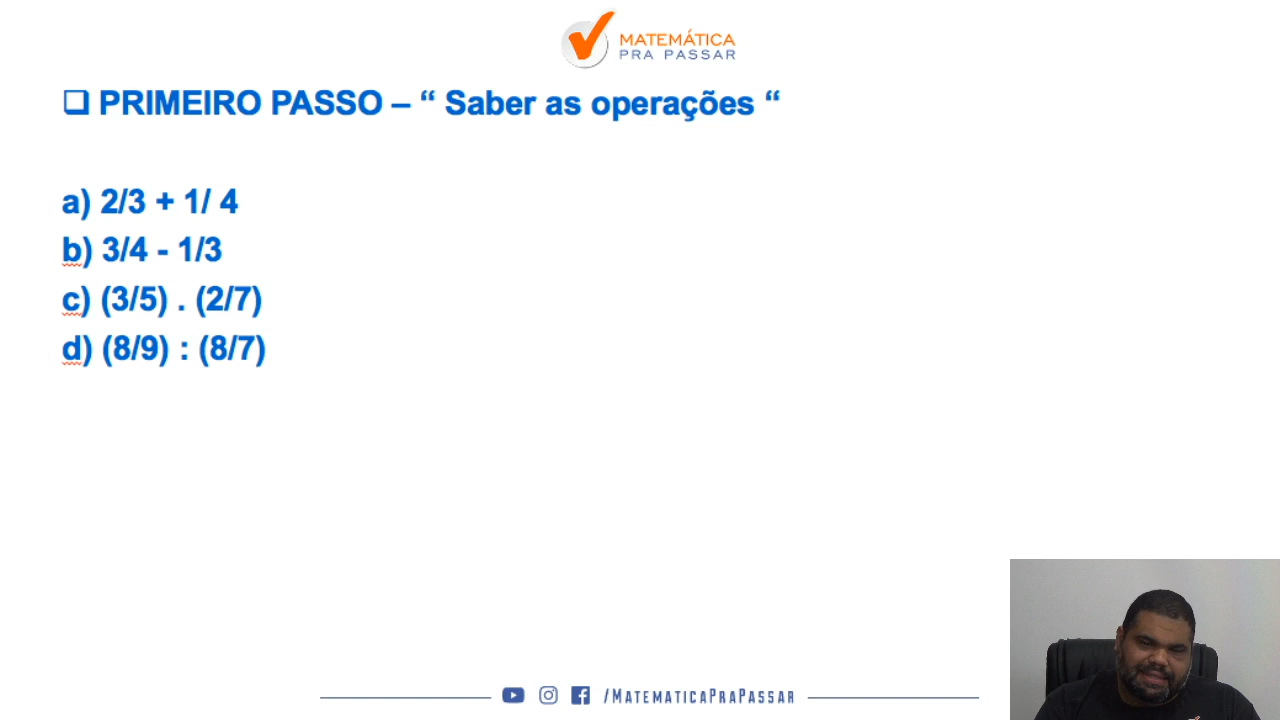 MATEMÁTICA
PRA PASSAR
❑ PRIMEIRO PASSO – “ Saber as operações “
a) 2/3 + 1/ 4
b) 3/4 - 1/3
c) (3/5) . (2/7)
d) (8/9) : (8/7)
/MATEMATICAPRAPASSAR